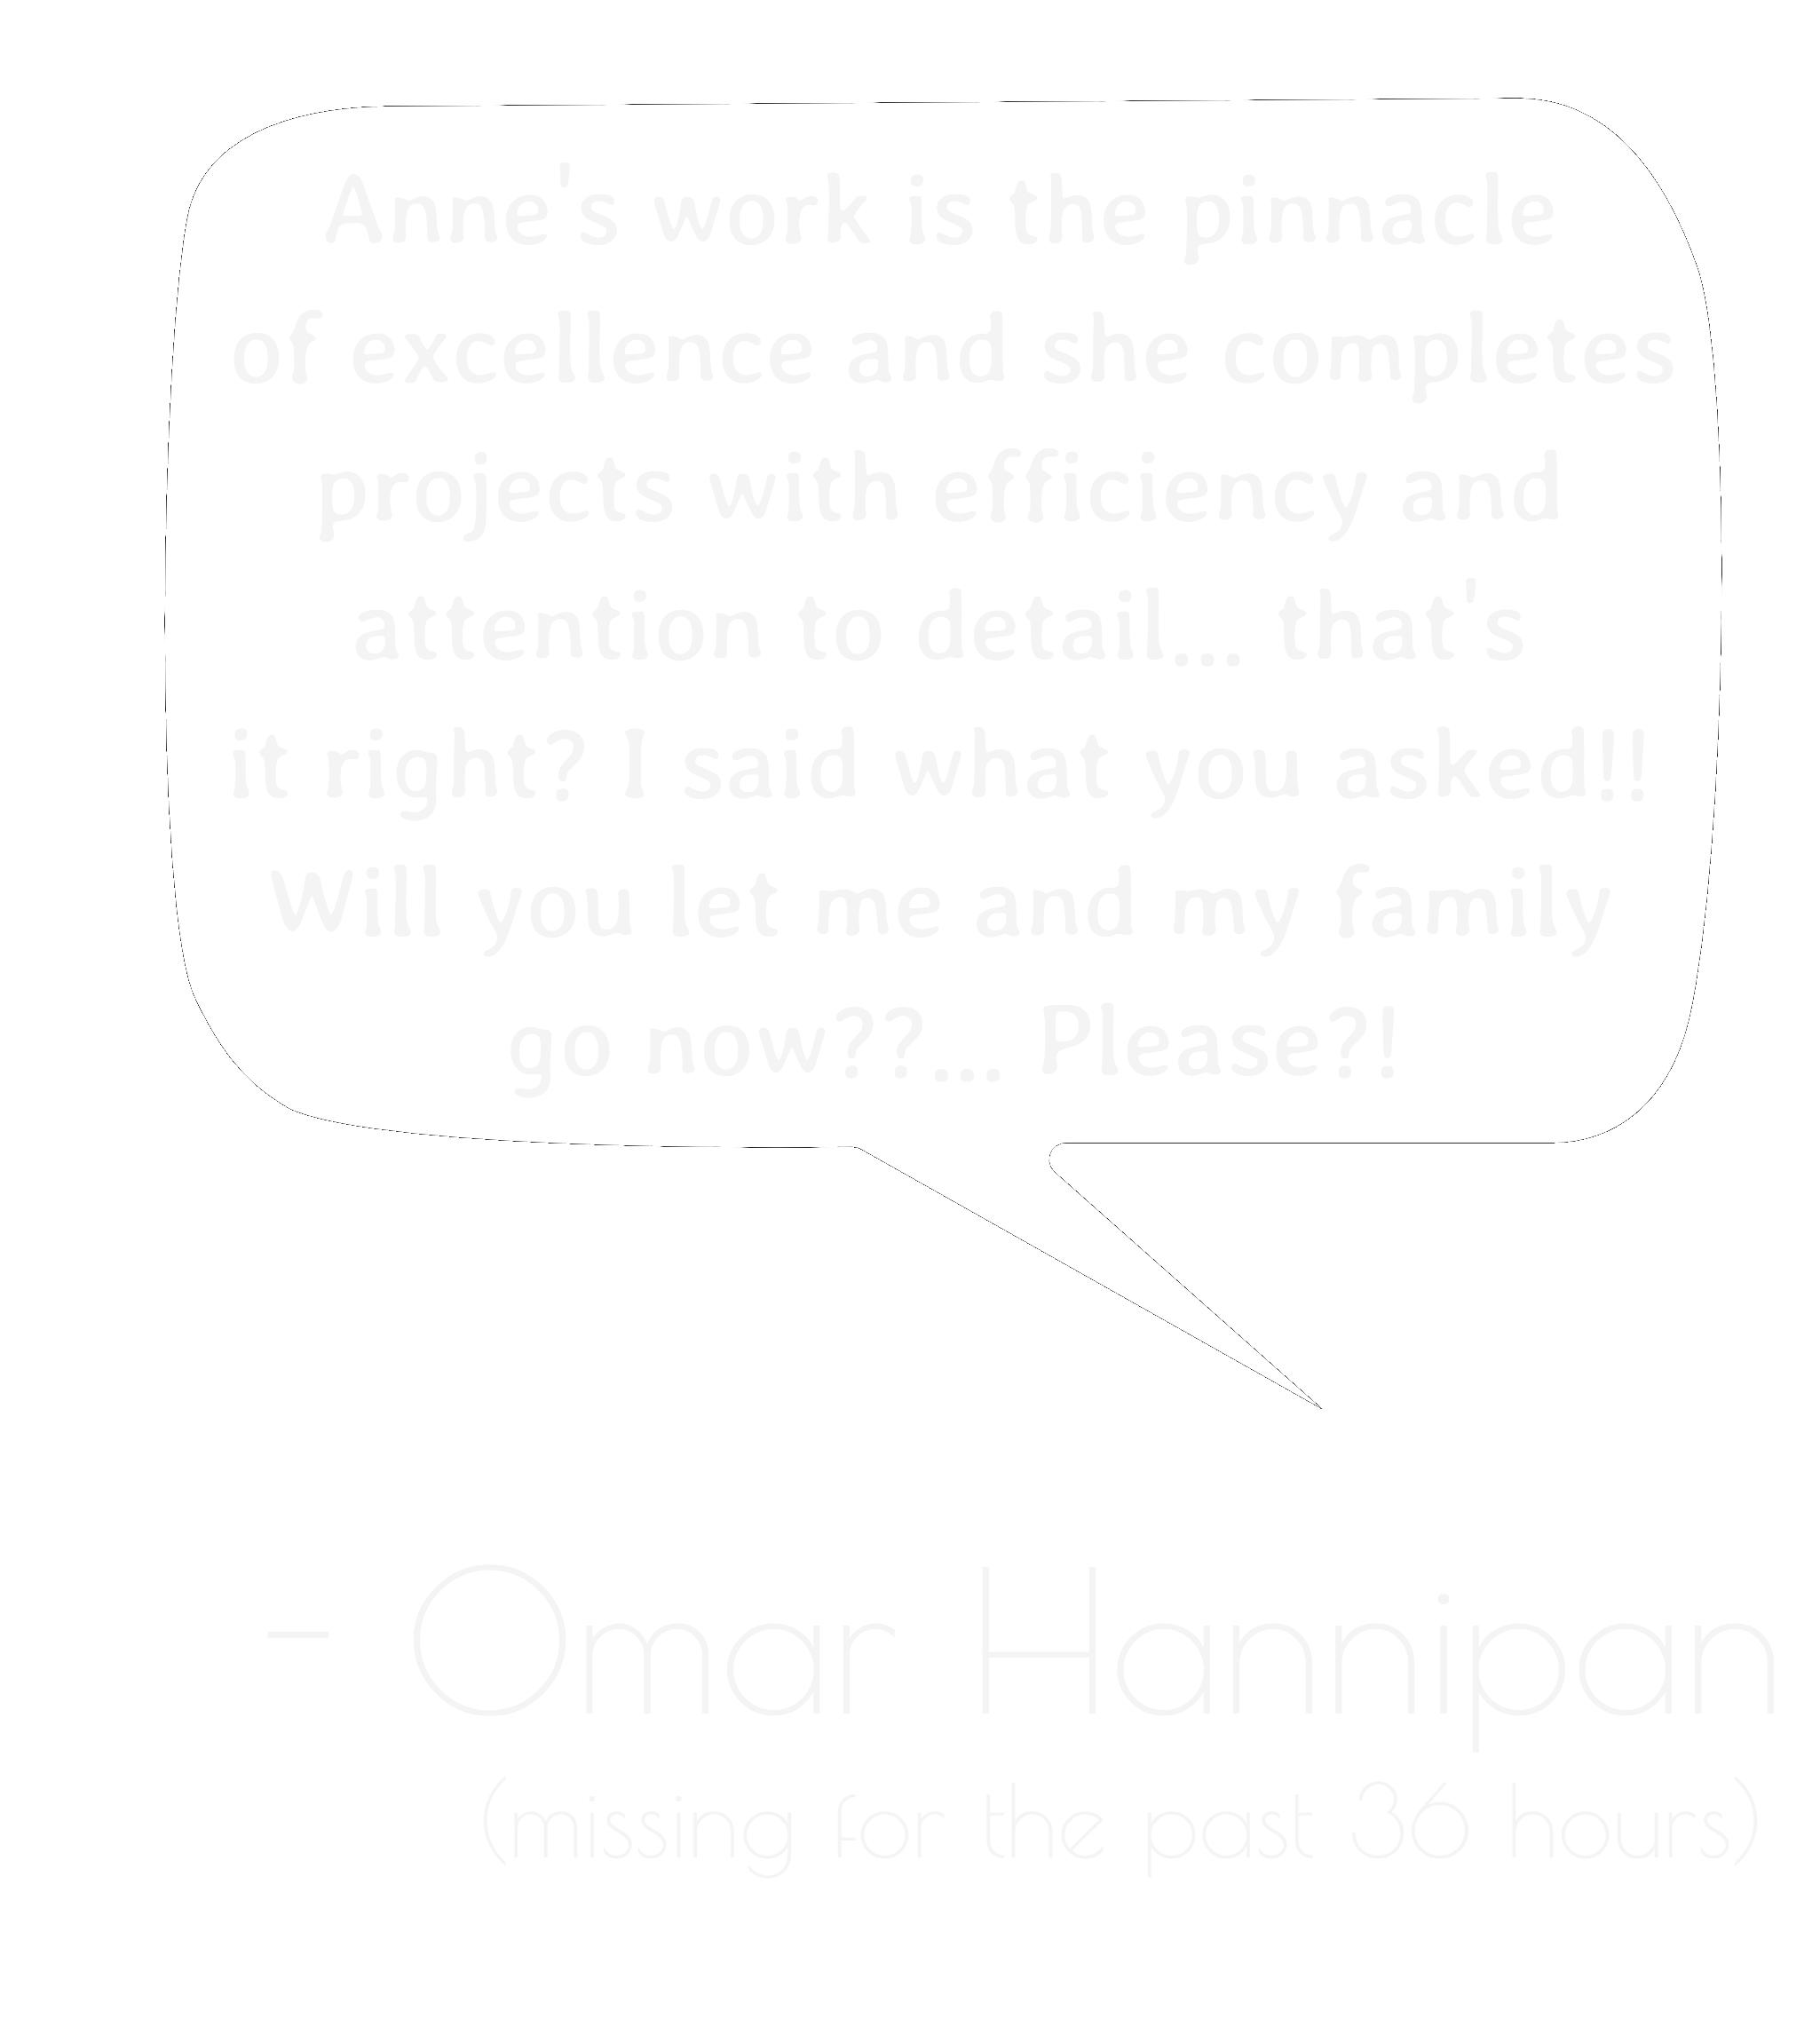 Anne's work is the pinnacle
of excellence and she completes
projects with efficiency and
attention to detail... that's
it right? I said what you asked!!
Will you let me and my family
go now??... Please?!
- Omar Hannipan
(missing for the past 36 hours)